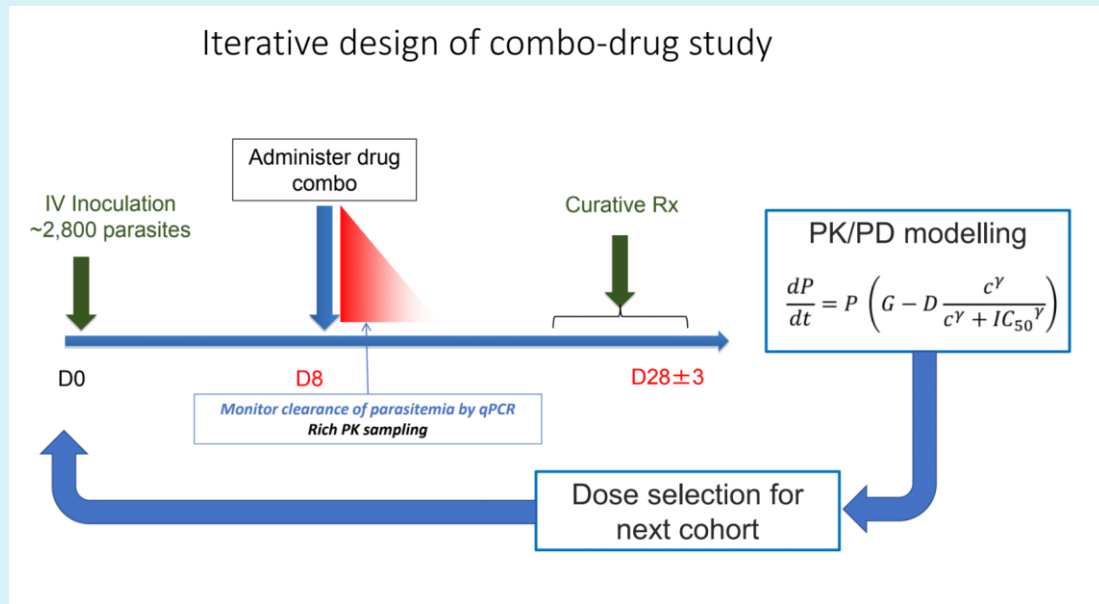 Iterative design of combo-drug study
Administer drug
combo
IV Inoculation
~2,800 parasites
Curative Rx
PK/PD modelling
dP/dt = P (G − D c^γ / (c^γ + IC₅₀^γ))
D0
D8
D28±3
Monitor clearance of parasitemia by qPCR
Rich PK sampling
Dose selection for
next cohort